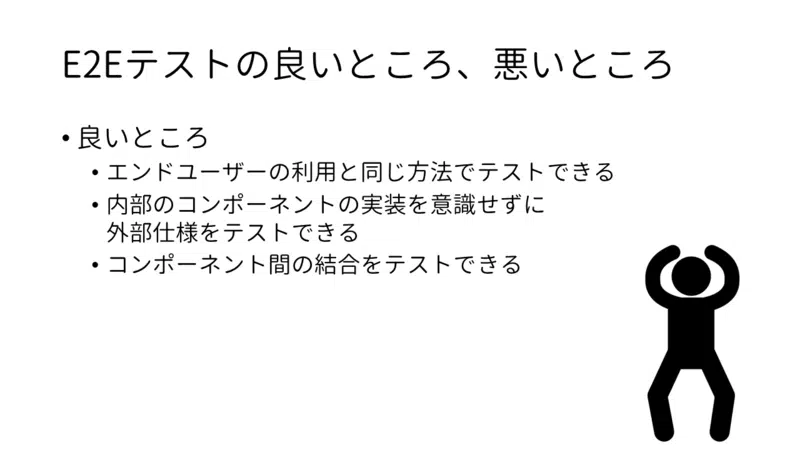 E2Eテストの良いところ、悪いところ
• 良いところ
• エンドユーザーの利用と同じ方法でテストできる
• 内部のコンポーネントの実装を意識せずに
外部仕様をテストできる
• コンポーネント間の結合をテストできる